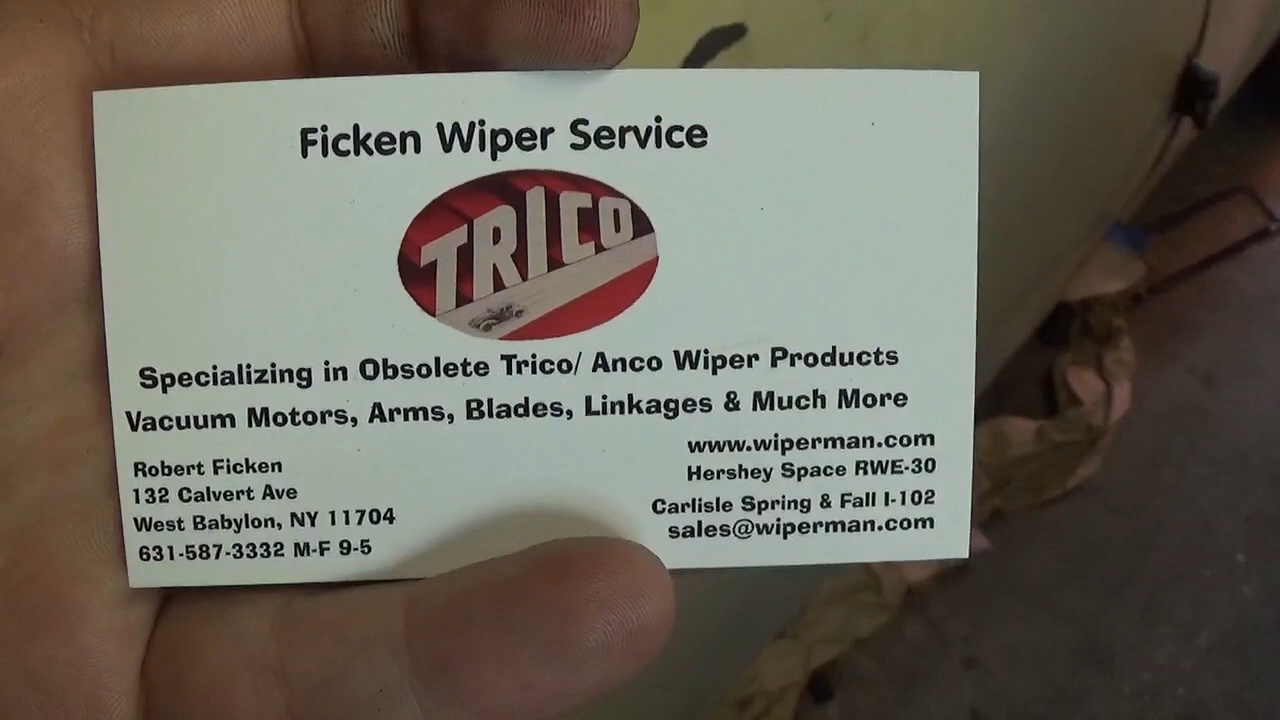 Ficken Wiper Service
TRICO
Specializing in Obsolete Trico/ Anco Wiper Products
Vacuum Motors, Arms, Blades, Linkages & Much More
Robert Ficken
132 Calvert Ave
West Babylon, NY 11704
631-587-3332 M-F 9-5
www.wiperman.com
Hershey Space RWE-30
Carlisle Spring & Fall I-102
sales@wiperman.com